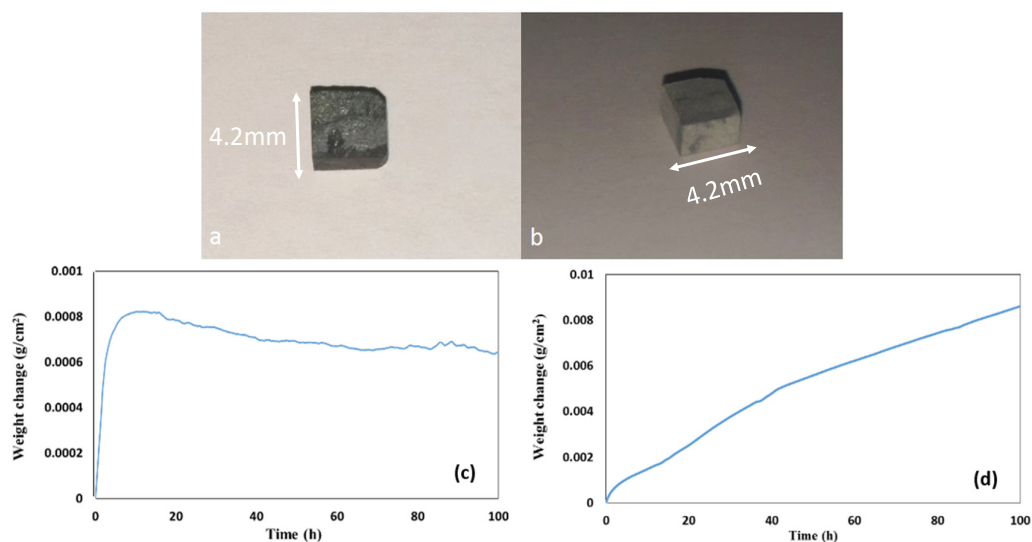 4.2mm
a
4.2mm
b
Weight change (g/cm²)
0.001
0.0008
0.0006
0.0004
0.0002
0
0 20 40 60 80 100
Time (h)
(c)
Weight change (g/cm²)
0.01
0.008
0.006
0.004
0.002
0
0 20 40 60 80 100
Time (h)
(d)